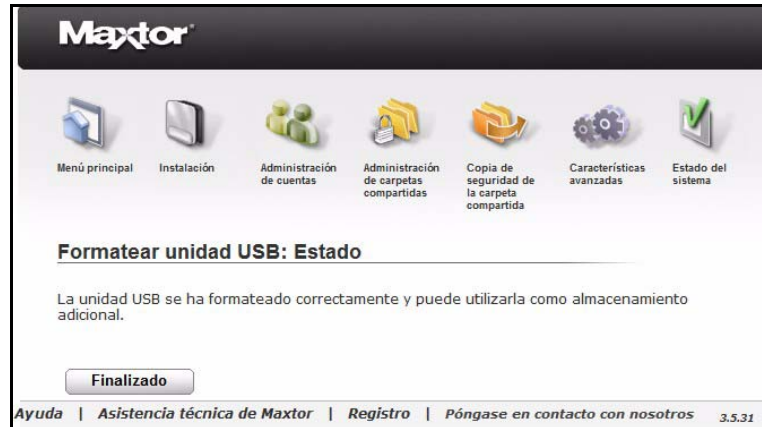 Maxtor
Menú principal
Instalación
Administración
de cuentas
Administración
de carpetas
compartidas
Copia de
seguridad de
la carpeta
compartida
Características
avanzadas
Estado del
sistema
Formatear unidad USB: Estado
La unidad USB se ha formateado correctamente y puede utilizarla como almacenamiento
adicional.
Finalizado
Ayuda | Asistencia técnica de Maxtor | Registro | Póngase en contacto con nosotros 3.5.31